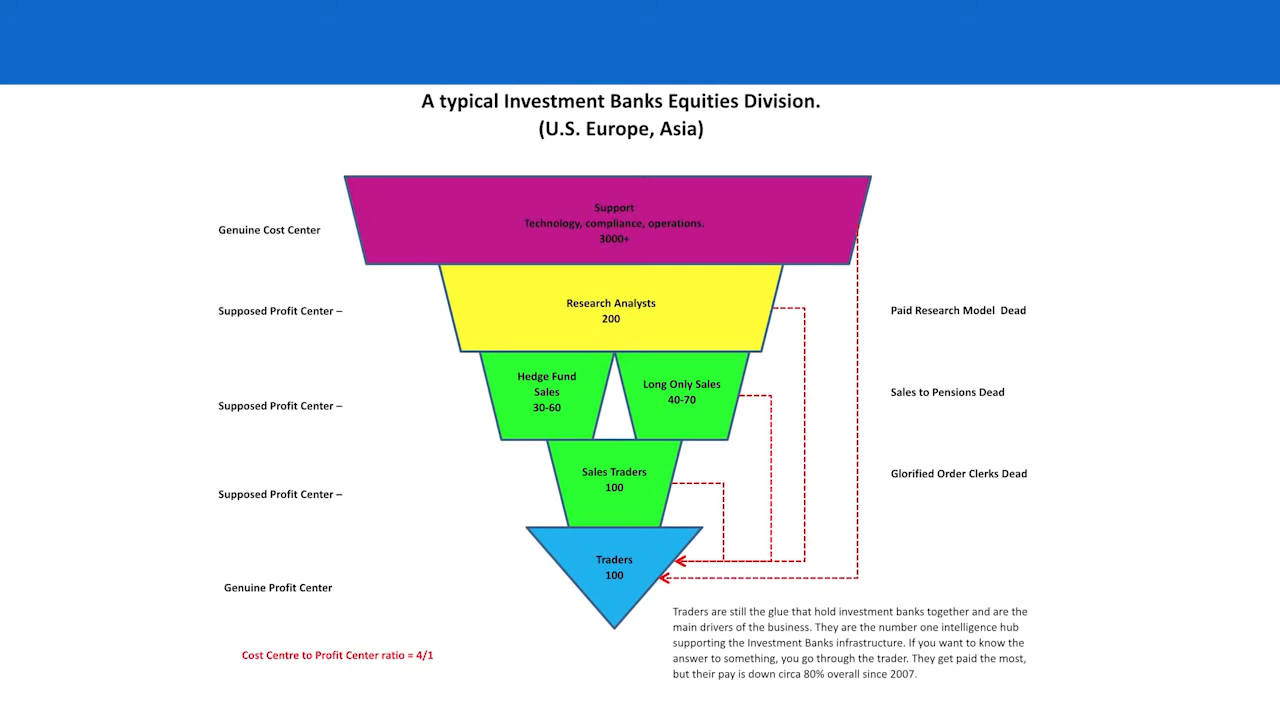 A typical Investment Banks Equities Division.
(U.S. Europe, Asia)
Support
Technology, compliance, operations.
3000+
Genuine Cost Center
Research Analysts
200
Supposed Profit Center –
Paid Research Model  Dead
Hedge Fund
Sales
30-60
Long Only Sales
40-70
Supposed Profit Center –
Sales to Pensions Dead
Sales Traders
100
Supposed Profit Center –
Glorified Order Clerks Dead
Traders
100
Genuine Profit Center
Traders are still the glue that hold investment banks together and are the
main drivers of the business. They are the number one intelligence hub
supporting the Investment Banks infrastructure. If you want to know the
answer to something, you go through the trader. They get paid the most,
but their pay is down circa 80% overall since 2007.
Cost Centre to Profit Center ratio = 4/1